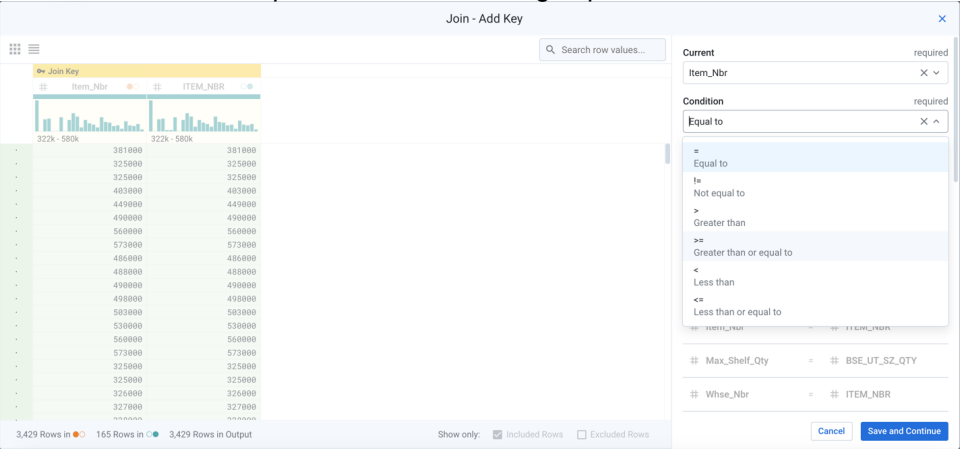 Join - Add Key
Search row values...
Join Key
# Item_Nbr # ITEM_NBR
322k - 580k 322k - 580k
381000 381000
325000 325000
325000 325000
403000 403000
449000 449000
490000 490000
560000 560000
573000 573000
486000 486000
488000 488000
490000 490000
498000 498000
503000 503000
530000 530000
560000 560000
573000 573000
325000 325000
325000 325000
326000 326000
327000 327000
3,429 Rows in 165 Rows in 3,429 Rows in Output
Show only: Included Rows Excluded Rows
Current required
Item_Nbr
Condition required
Equal to
=
Equal to
!=
Not equal to
>
Greater than
>=
Greater than or equal to
<
Less than
<=
Less than or equal to
# Item_Nbr = # ITEM_NBR
# Max_Shelf_Qty = # BSE_UT_SZ_QTY
# Whse_Nbr = # ITEM_NBR
Cancel Save and Continue